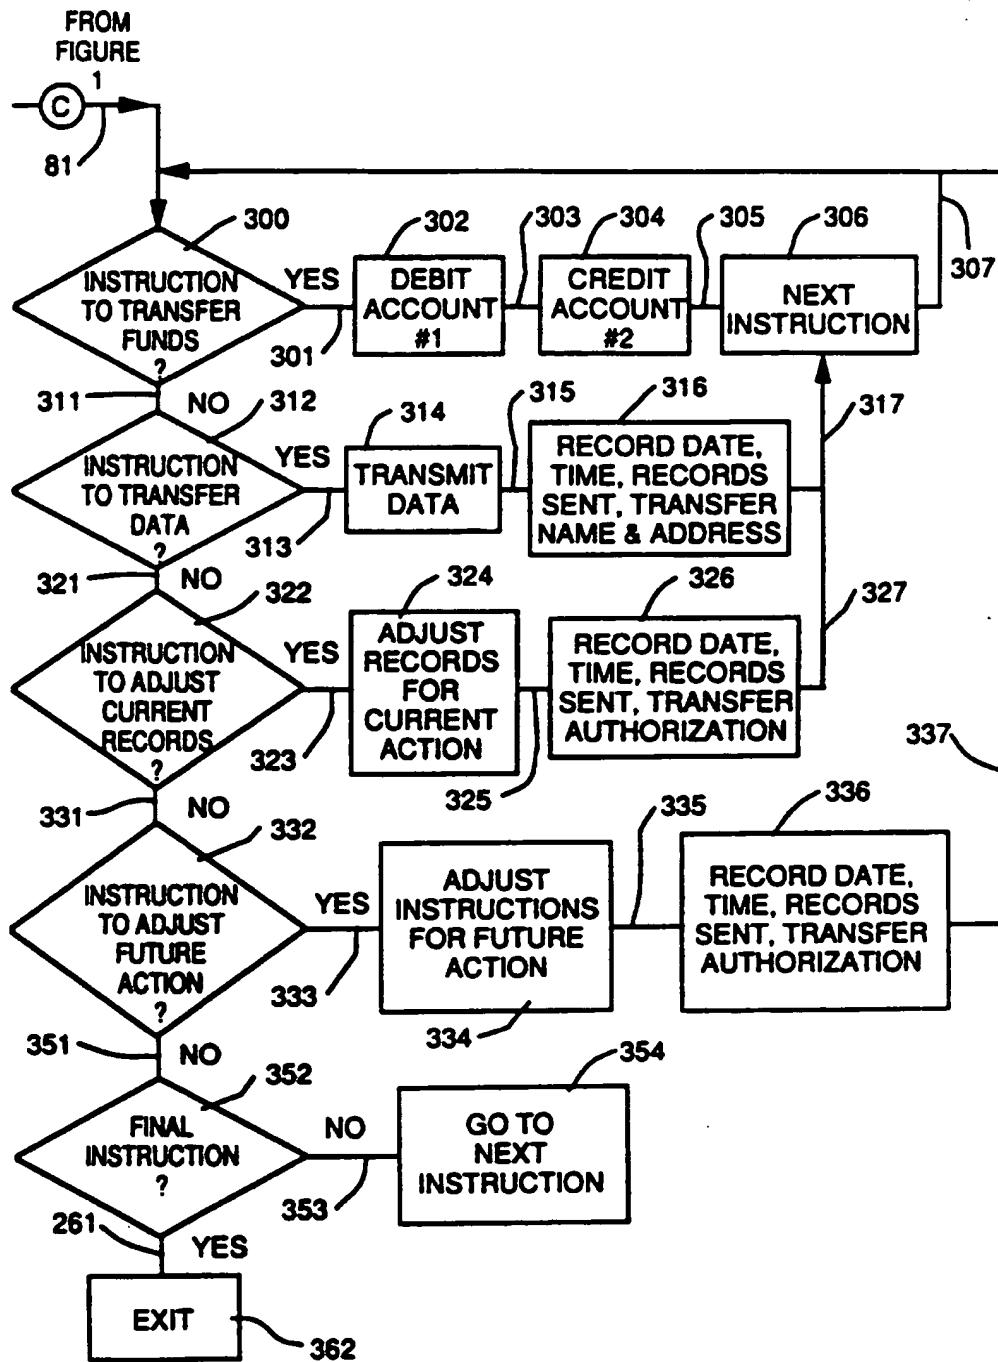 FROM
FIGURE
1
C
81
300
INSTRUCTION
TO TRANSFER
FUNDS
?
YES
301
302
DEBIT
ACCOUNT
#1
303
304
CREDIT
ACCOUNT
#2
305
306
NEXT
INSTRUCTION
307
311
NO
312
INSTRUCTION
TO TRANSFER
DATA
?
YES
313
314
TRANSMIT
DATA
315
316
RECORD DATE,
TIME, RECORDS
SENT, TRANSFER
NAME & ADDRESS
317
321
NO
322
INSTRUCTION
TO ADJUST
CURRENT
RECORDS
?
YES
323
324
ADJUST
RECORDS
FOR
CURRENT
ACTION
325
326
RECORD DATE,
TIME, RECORDS
SENT, TRANSFER
AUTHORIZATION
327
331
NO
332
INSTRUCTION
TO ADJUST
FUTURE
ACTION
?
YES
333
ADJUST
INSTRUCTIONS
FOR FUTURE
ACTION
334
335
336
RECORD DATE,
TIME, RECORDS
SENT, TRANSFER
AUTHORIZATION
337
351
NO
352
FINAL
INSTRUCTION
?
NO
353
354
GO TO
NEXT
INSTRUCTION
261
YES
EXIT
362